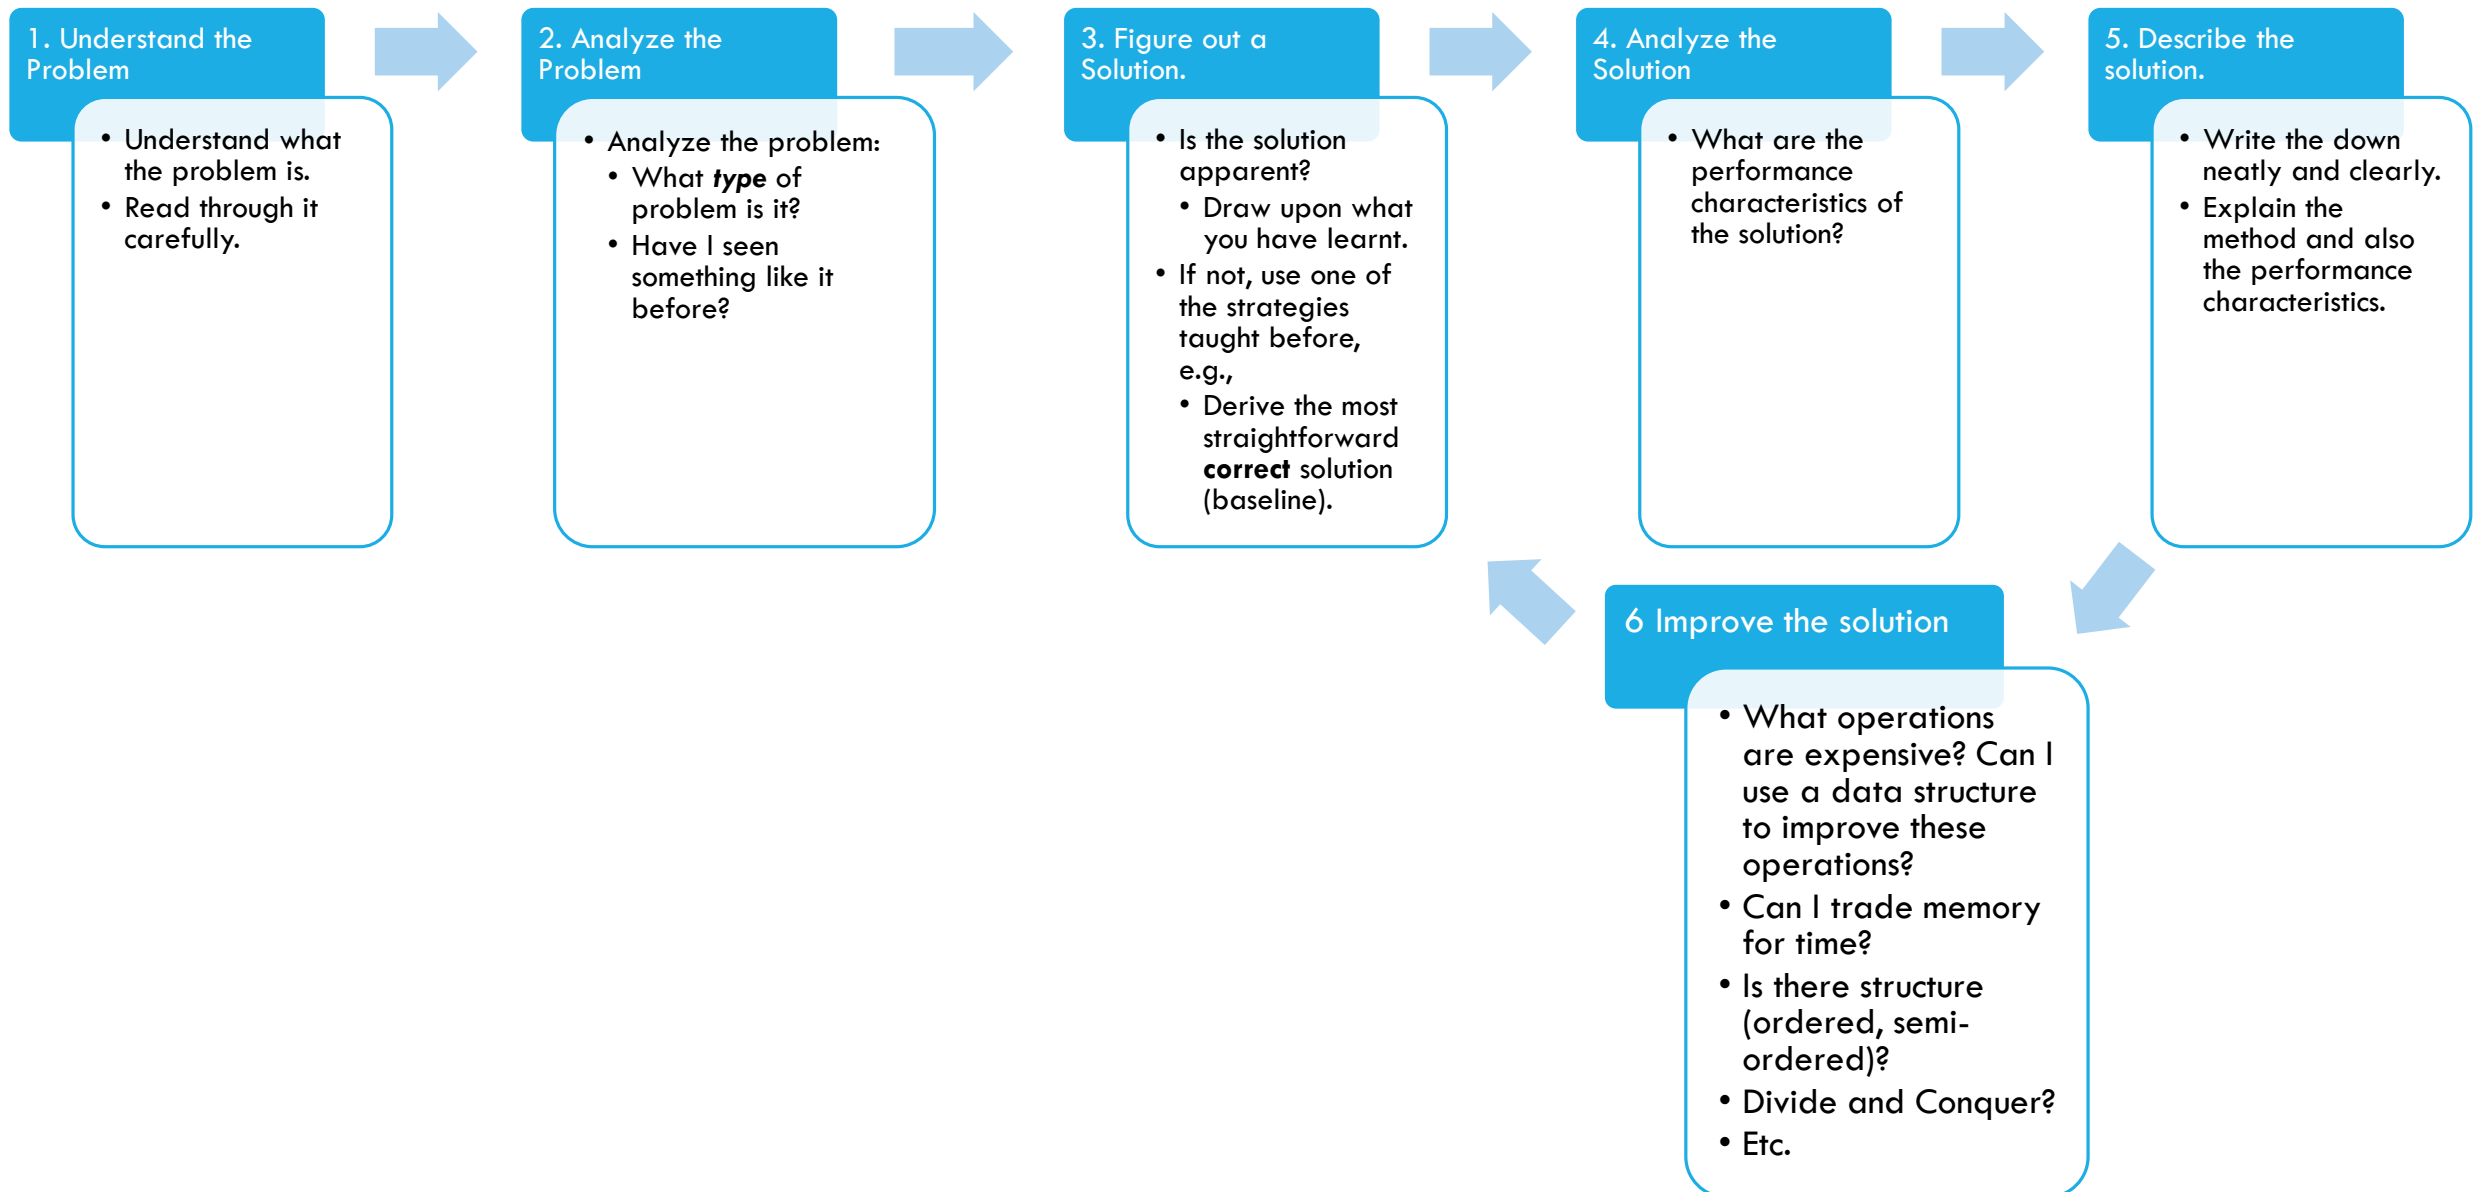 1. Understand the
Problem
• Understand what
the problem is.
• Read through it
carefully.
2. Analyze the
Problem
• Analyze the problem:
• What type of
problem is it?
• Have I seen
something like it
before?
3. Figure out a
Solution.
• Is the solution
apparent?
• Draw upon what
you have learnt.
• If not, use one of
the strategies
taught before,
e.g.,
• Derive the most
straightforward
correct solution
(baseline).
4. Analyze the
Solution
• What are the
performance
characteristics of
the solution?
5. Describe the
solution.
• Write the down
neatly and clearly.
• Explain the
method and also
the performance
characteristics.
6 Improve the solution
• What operations
are expensive? Can I
use a data structure
to improve these
operations?
• Can I trade memory
for time?
• Is there structure
(ordered, semi-
ordered)?
• Divide and Conquer?
• Etc.